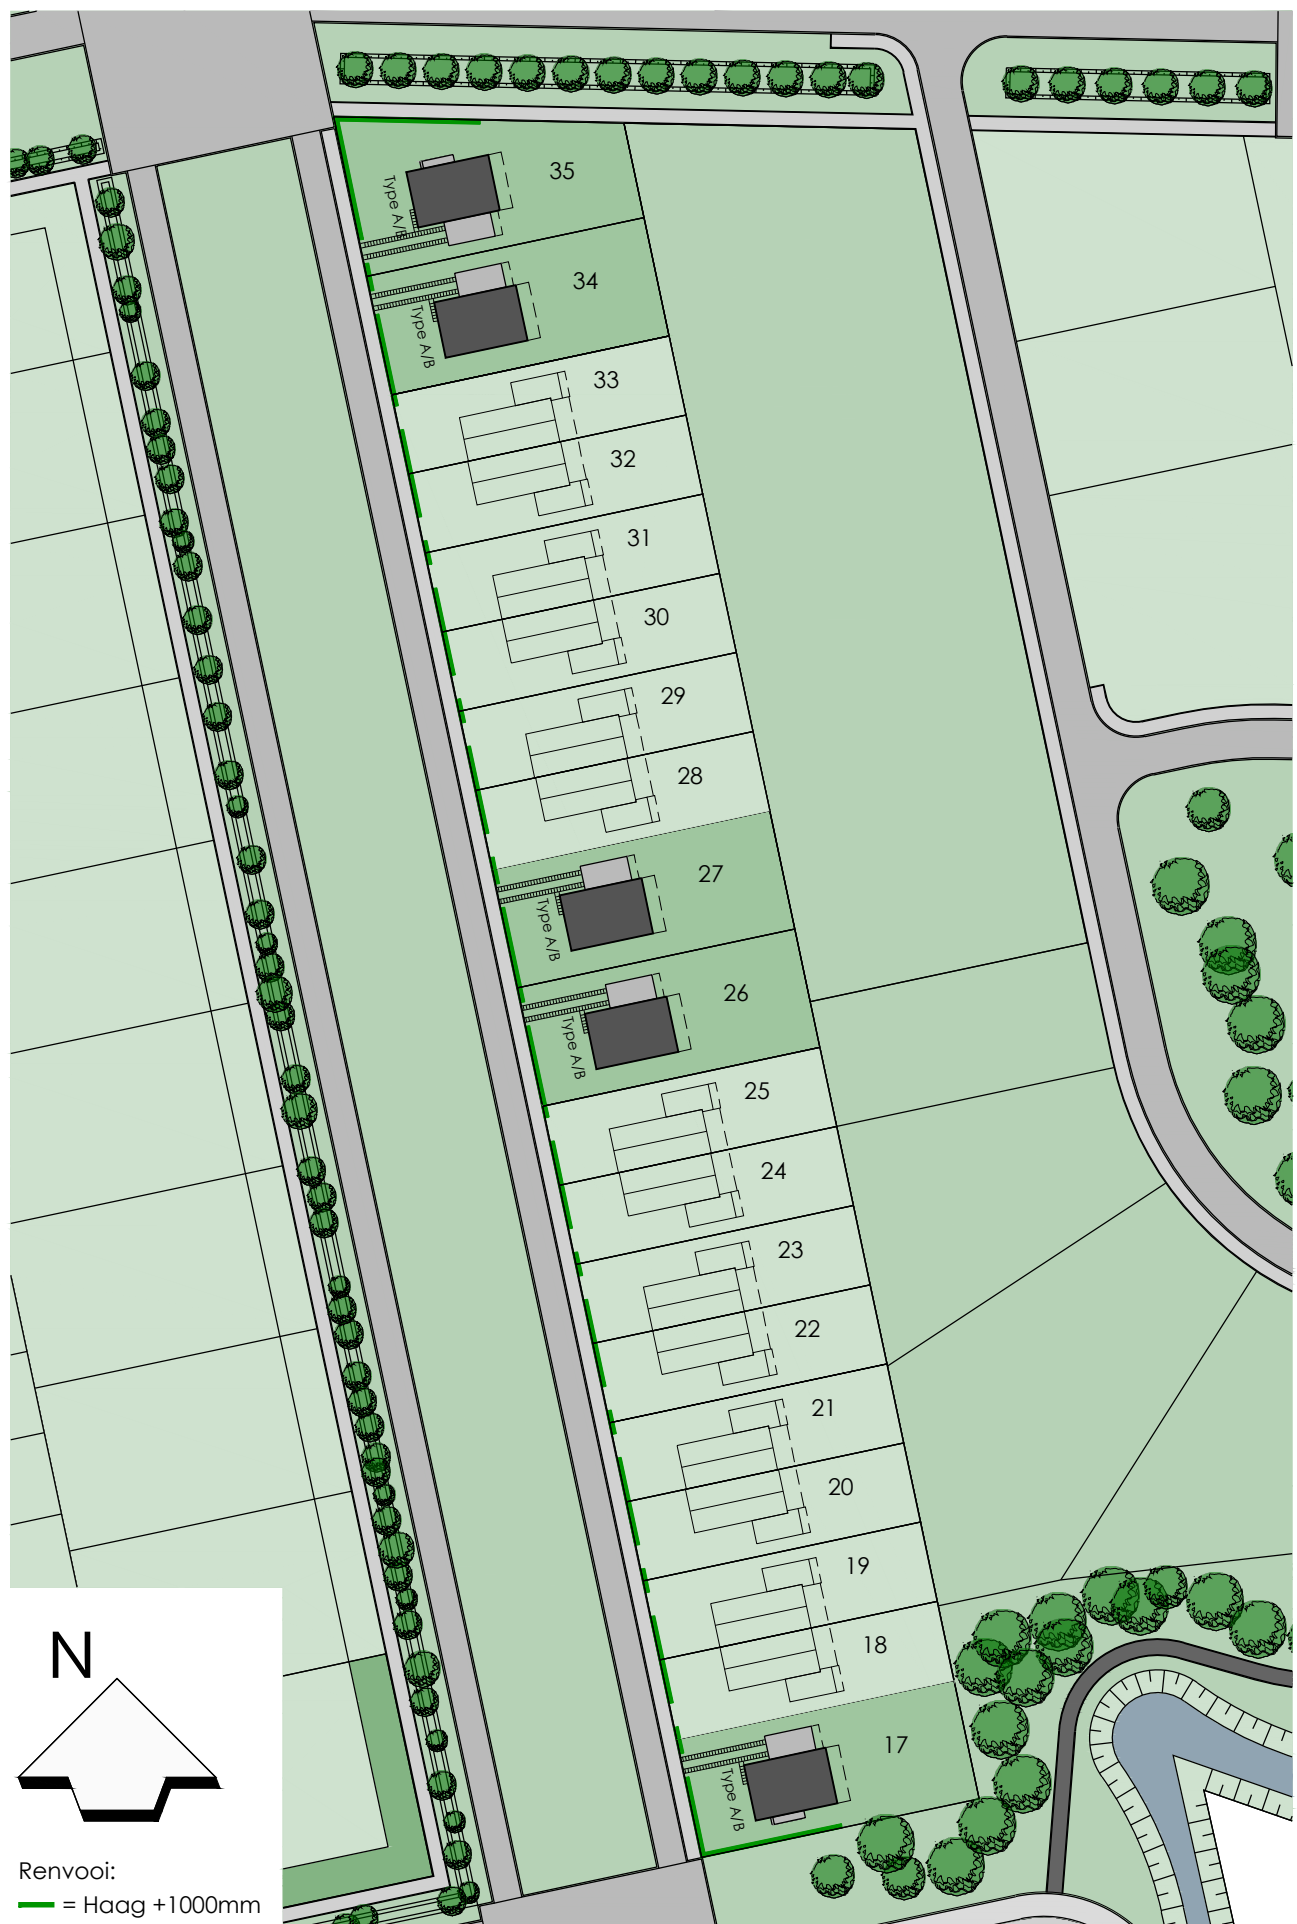 35
Type A/B
34
Type A/B
33
32
31
30
29
28
27
Type A/B
26
Type A/B
25
24
23
22
21
20
19
18
17
Type A/B
N
Renvooi:
= Haag +1000mm